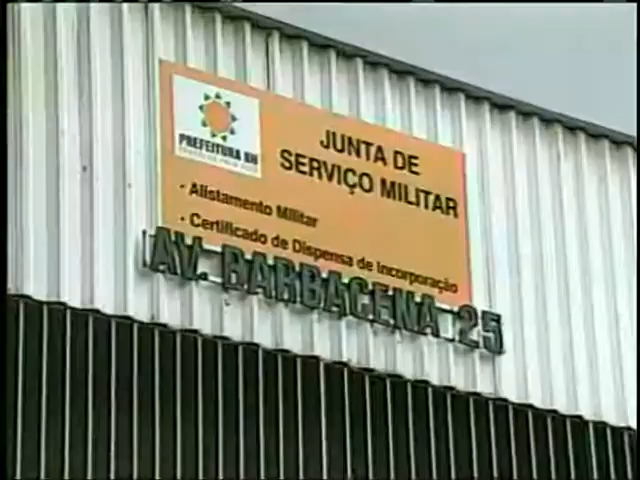 PREFEITURA BH
JUNTA DE
SERVIÇO MILITAR
· Alistamento Militar
· Certificado de Dispensa de Incorporação
AV. BARBACENA 25